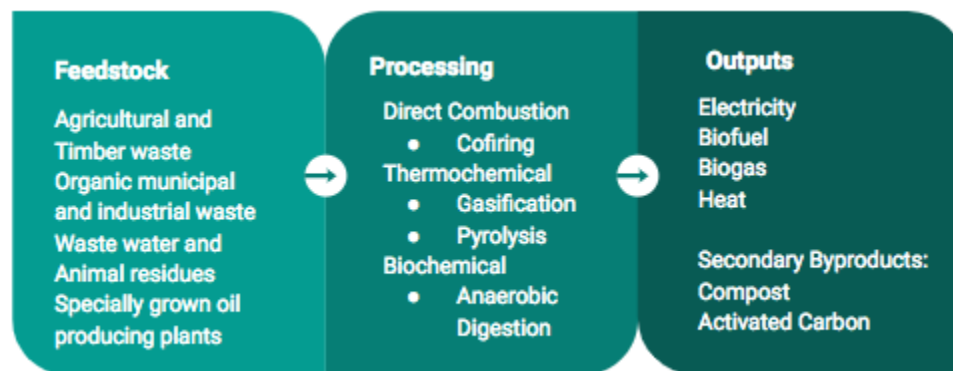 Feedstock
Agricultural and
Timber waste
Organic municipal
and industrial waste
Waste water and
Animal residues
Specially grown oil
producing plants
Processing
Direct Combustion
● Cofiring
Thermochemical
● Gasification
● Pyrolysis
Biochemical
● Anaerobic
Digestion
Outputs
Electricity
Biofuel
Biogas
Heat
Secondary Byproducts:
Compost
Activated Carbon